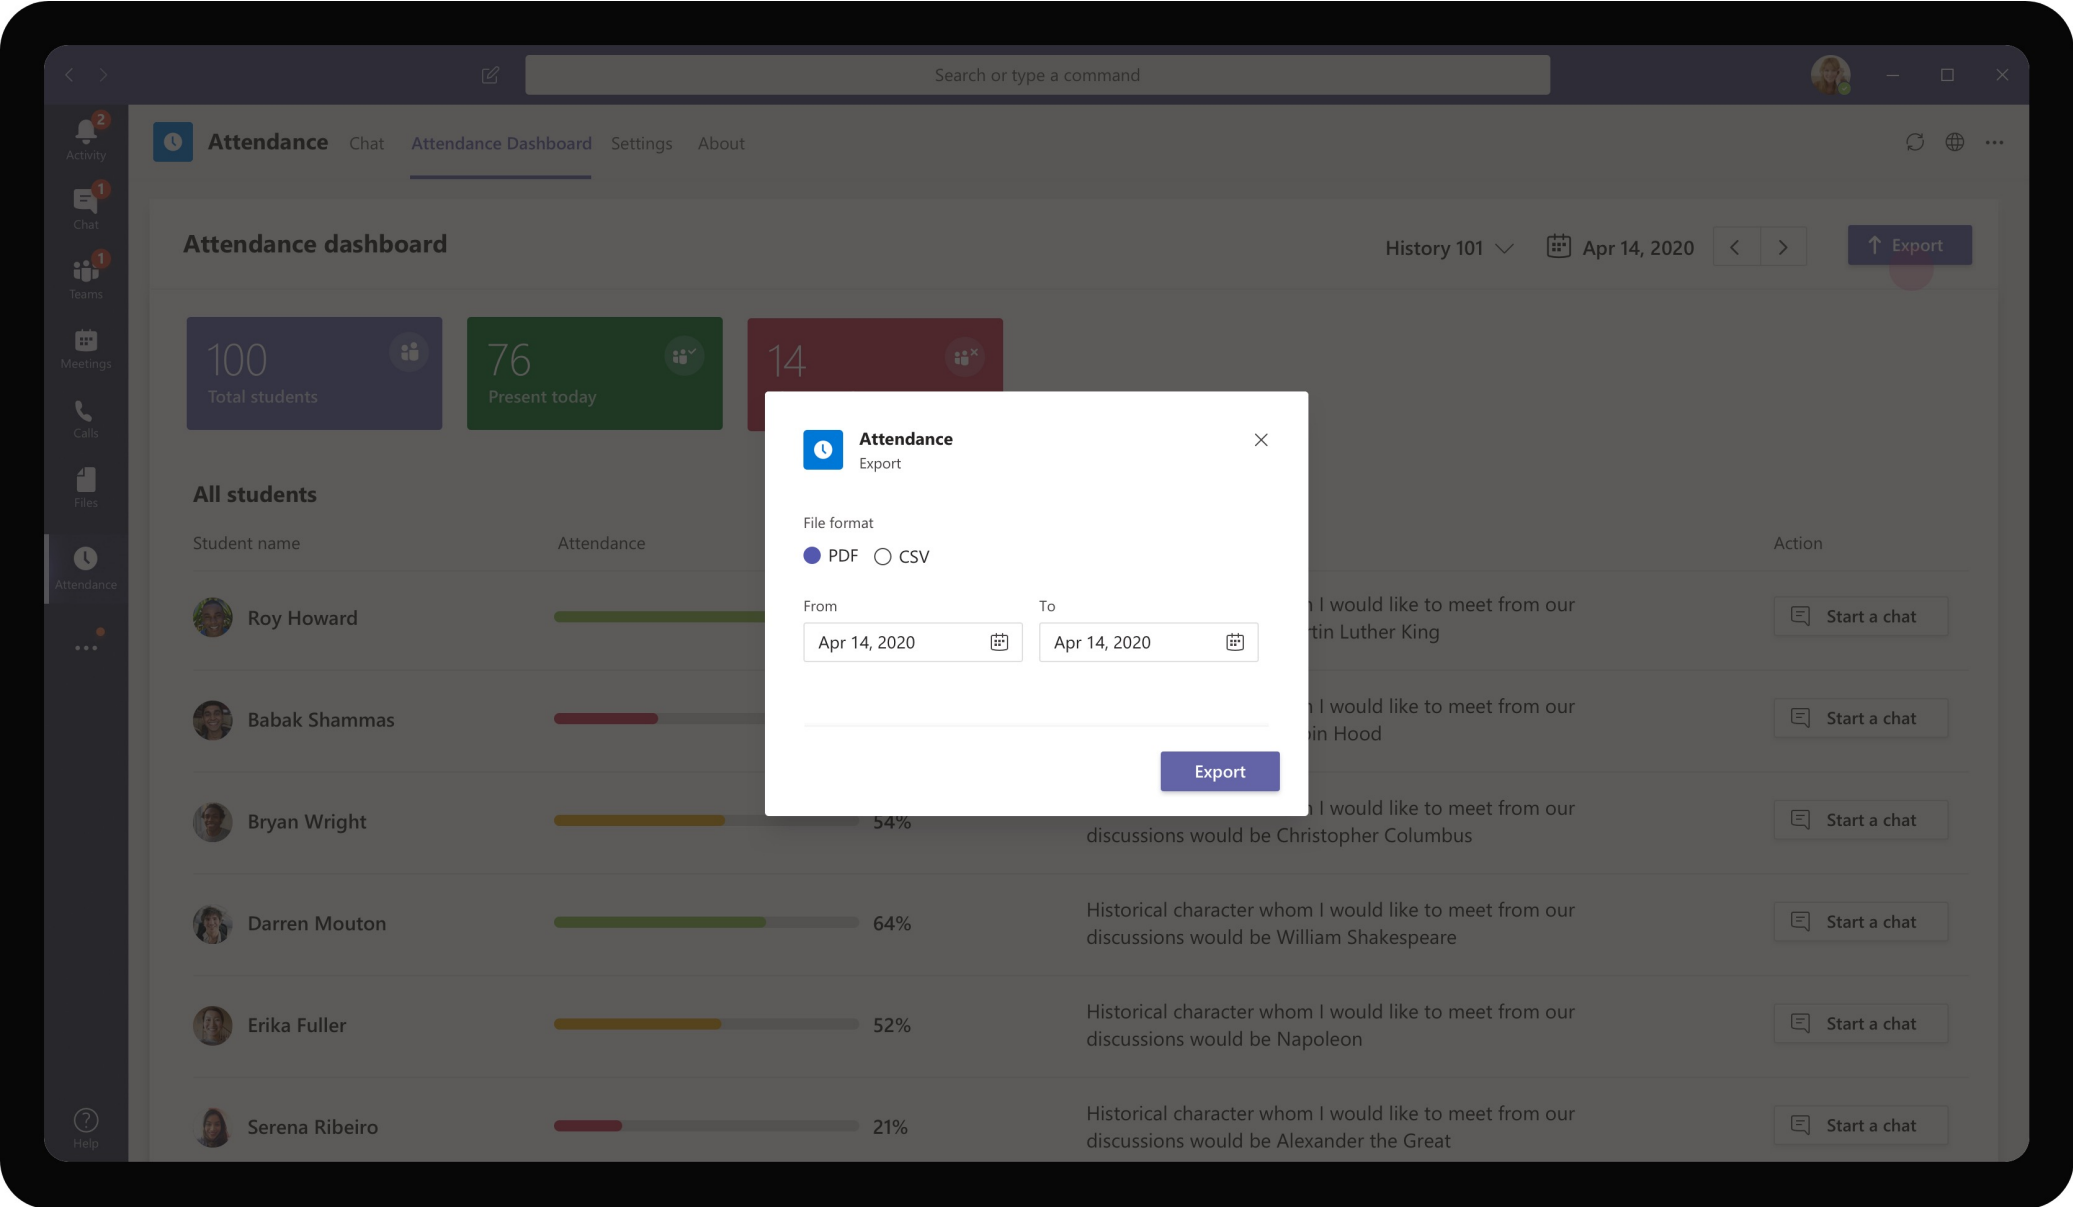 Search or type a command
2
Activity
1
Chat
1
Teams
Meetings
Calls
Files
Attendance
Help
Attendance Chat Attendance Dashboard Settings About
Attendance dashboard
History 101 Apr 14, 2020 Export
100
Total students
76
Present today
14
All students
Student name Attendance Action
Attendance
Export
File format
PDF CSV
From To
Apr 14, 2020 Apr 14, 2020
Export
Roy Howard I would like to meet from our
Luther King
Start a chat
Babak Shammas I would like to meet from our
Hood
Start a chat
Bryan Wright 54% I would like to meet from our
discussions would be Christopher Columbus
Start a chat
Darren Mouton 64% Historical character whom I would like to meet from our
discussions would be William Shakespeare
Start a chat
Erika Fuller 52% Historical character whom I would like to meet from our
discussions would be Napoleon
Start a chat
Serena Ribeiro 21% Historical character whom I would like to meet from our
discussions would be Alexander the Great
Start a chat